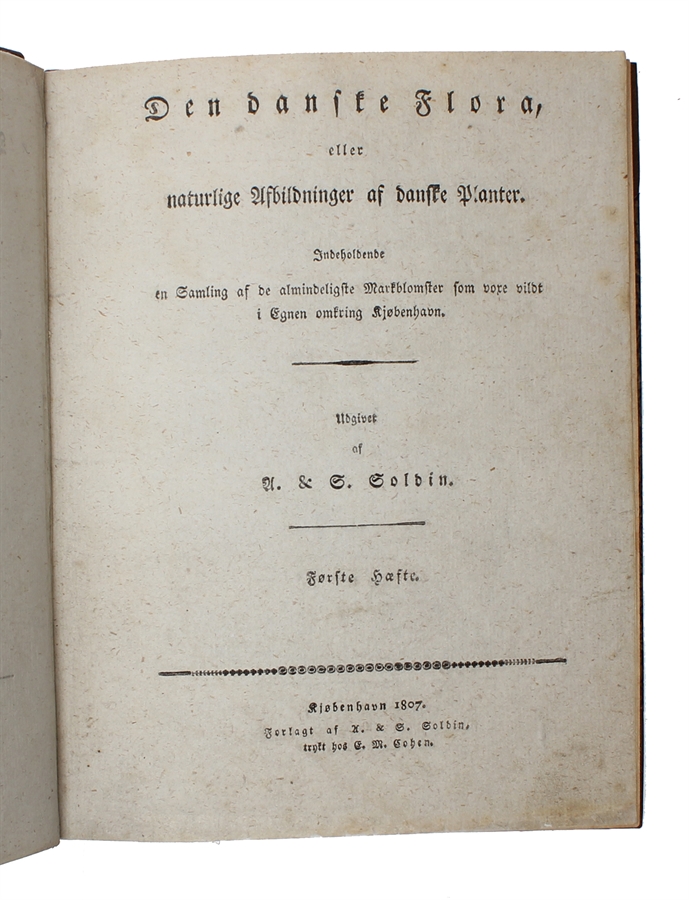 Den danske Flora,
eller
naturlige Afbildninger af danske Planter.
Indeholdende
en Samling af de almindeligste Markblomster som voxe vildt
i Egnen omkring Kjøbenhavn.
Udgivet
af
A. & S. Soldin.
Første Hæfte.
Kjøbenhavn 1807.
Forlagt af A. & S. Soldin,
trykt hos E. M. Cohen.